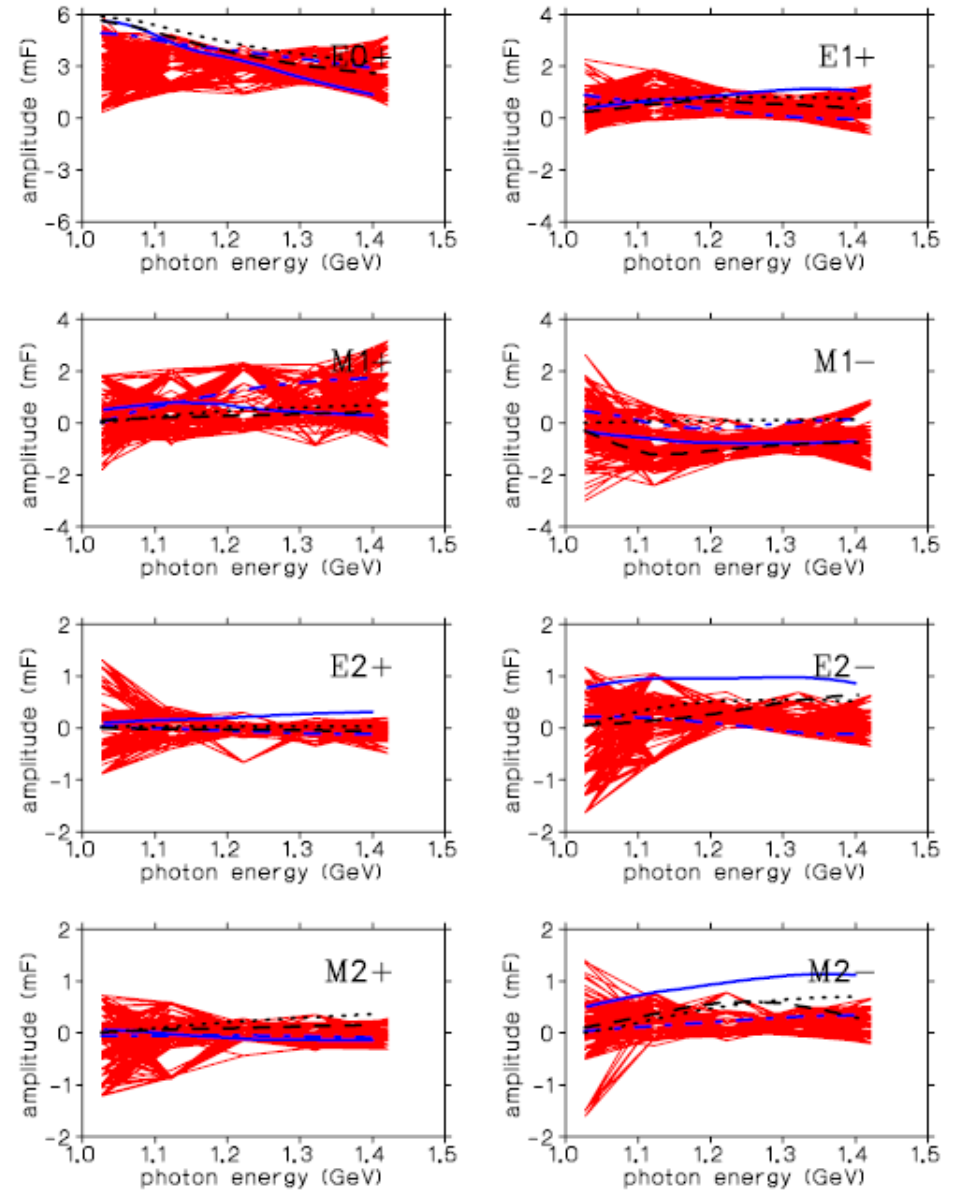 amplitude (mF)
6
3
0
−3
−6
E0+
1.0 1.1 1.2 1.3 1.4 1.5
photon energy (GeV)
amplitude (mF)
4
2
0
−2
−4
E1+
1.0 1.1 1.2 1.3 1.4 1.5
photon energy (GeV)
amplitude (mF)
4
2
0
−2
−4
M1+
1.0 1.1 1.2 1.3 1.4 1.5
photon energy (GeV)
amplitude (mF)
4
2
0
−2
−4
M1−
1.0 1.1 1.2 1.3 1.4 1.5
photon energy (GeV)
amplitude (mF)
2
1
0
−1
−2
E2+
1.0 1.1 1.2 1.3 1.4 1.5
photon energy (GeV)
amplitude (mF)
2
1
0
−1
−2
E2−
1.0 1.1 1.2 1.3 1.4 1.5
photon energy (GeV)
amplitude (mF)
2
1
0
−1
−2
M2+
1.0 1.1 1.2 1.3 1.4 1.5
photon energy (GeV)
amplitude (mF)
2
1
0
−1
−2
M2−
1.0 1.1 1.2 1.3 1.4 1.5
photon energy (GeV)